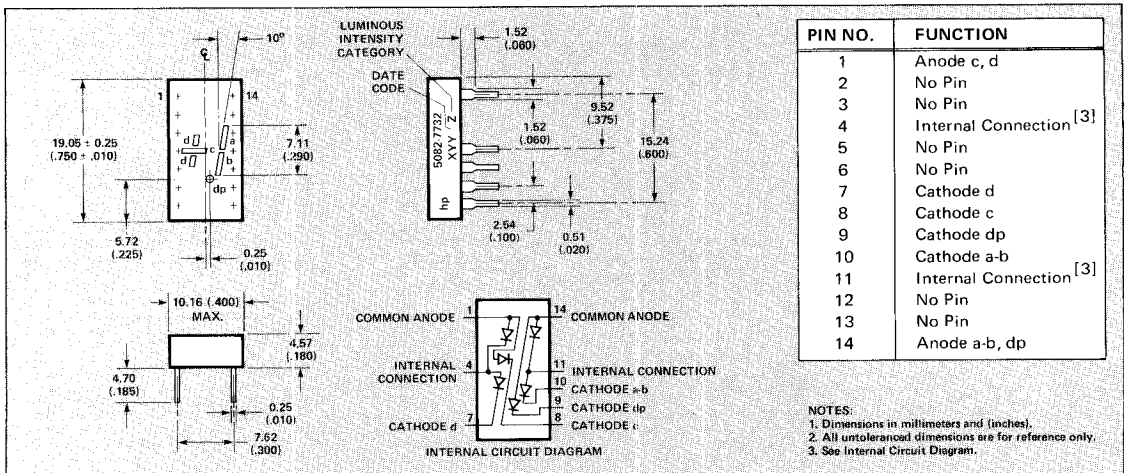 LUMINOUS
INTENSITY
CATEGORY
DATE
CODE
10º
℄
1
14
19.05 ± 0.25
(.750 ± .010)
d
a
c
d
b
dp
7.11
(.290)
5.72
(.225)
0.25
(.010)
1.52
(.060)
5082-7732
XYY Z
hp
9.52
(.375)
1.52
(.060)
15.24
(.600)
2.54
(.100)
0.51
(.020)
10.16 (.400)
MAX.
4.57
(.180)
4.70
(.185)
0.25
(.010)
7.62
(.300)
COMMON ANODE 1
14 COMMON ANODE
INTERNAL
CONNECTION 4
11 INTERNAL CONNECTION
10 CATHODE a-b
9 CATHODE dp
CATHODE d 7
8 CATHODE c
INTERNAL CIRCUIT DIAGRAM
PIN NO. FUNCTION
1 Anode c, d
2 No Pin
3 No Pin
4 Internal Connection[3]
5 No Pin
6 No Pin
7 Cathode d
8 Cathode c
9 Cathode dp
10 Cathode a-b
11 Internal Connection[3]
12 No Pin
13 No Pin
14 Anode a-b, dp
NOTES:
1. Dimensions in millimeters and (inches).
2. All untoleranced dimensions are for reference only.
3. See Internal Circuit Diagram.